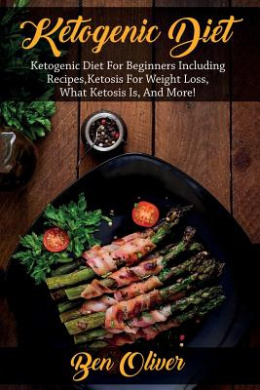 Ketogenic Diet
Ketogenic Diet For Beginners Including
Recipes,Ketosis For Weight Loss,
What Ketosis Is, And More!
Ben Oliver